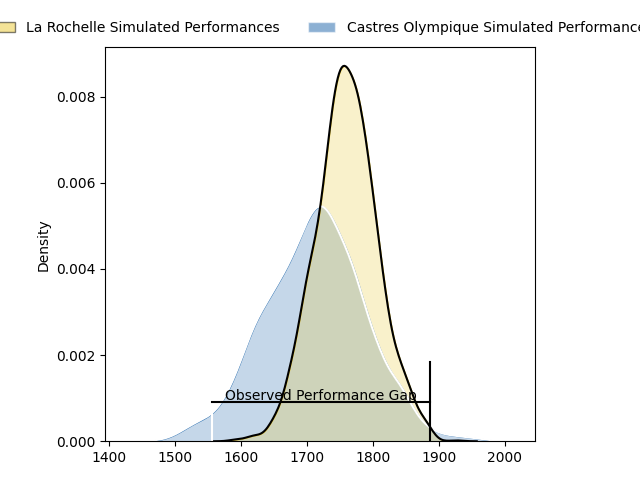 La Rochelle Simulated Performances Castres Olympique Simulated Performance
0.008
0.006
Density
0.004
0.002
Observed Performance Gap
0.000
1400 1500 1600 1700 1800 1900 2000